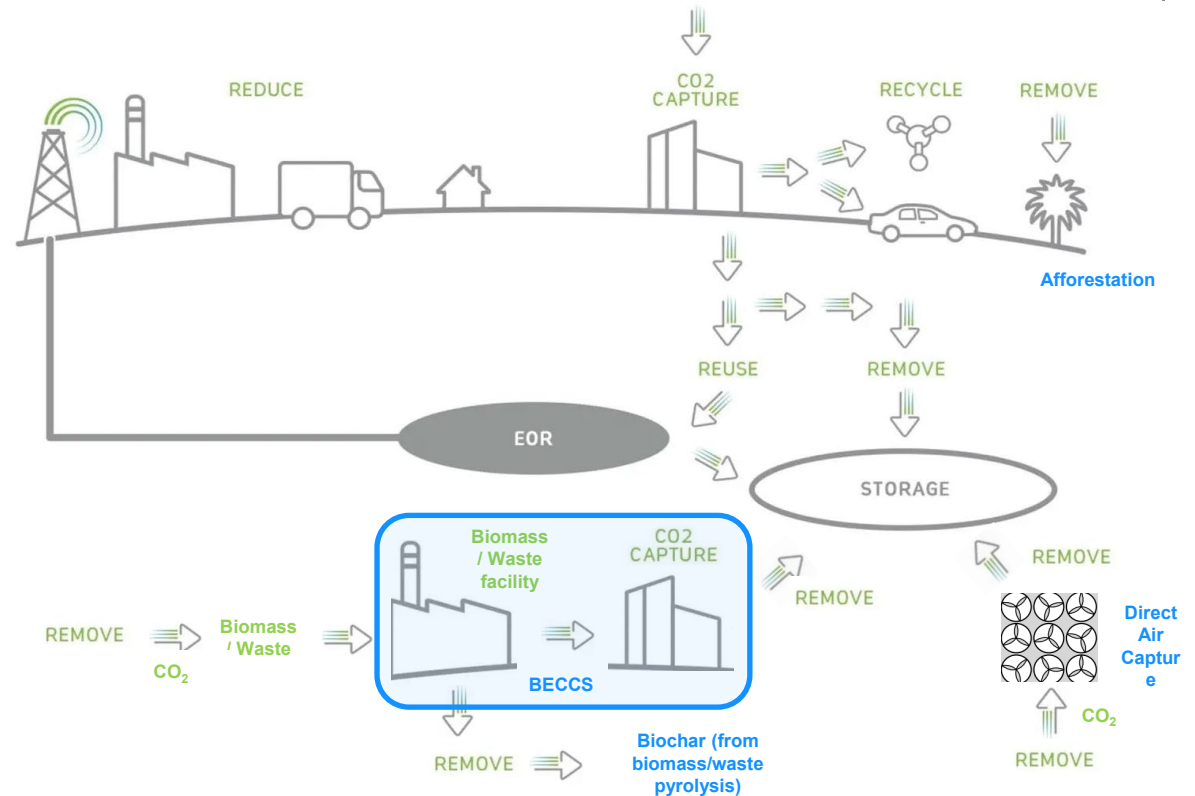 REDUCE
CO2
CAPTURE
RECYCLE
REMOVE
Afforestation
REUSE
REMOVE
EOR
STORAGE
Biomass
/ Waste
facility
CO2
CAPTURE
REMOVE
REMOVE
REMOVE
CO₂
Biomass
/ Waste
BECCS
Direct
Air
Captur
e
CO₂
REMOVE
REMOVE
Biochar (from
biomass/waste
pyrolysis)